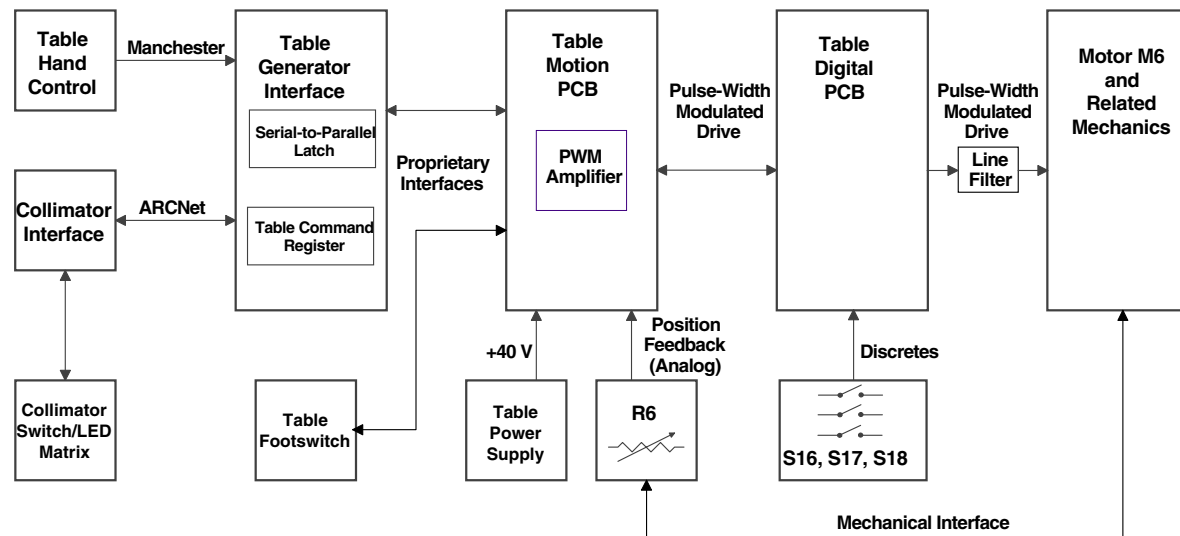 Table
Hand
Control
Manchester
Table
Generator
Interface
Serial-to-Parallel
Latch
Table Command
Register
Collimator
Interface
ARCNet
Collimator
Switch/LED
Matrix
Table
Footswitch
Proprietary
Interfaces
Table
Motion
PCB
PWM
Amplifier
+40 V
Table
Power
Supply
Position
Feedback
(Analog)
R6
Pulse-Width
Modulated
Drive
Table
Digital
PCB
Discretes
S16, S17, S18
Pulse-Width
Modulated
Drive
Line
Filter
Motor M6
and
Related
Mechanics
Mechanical Interface